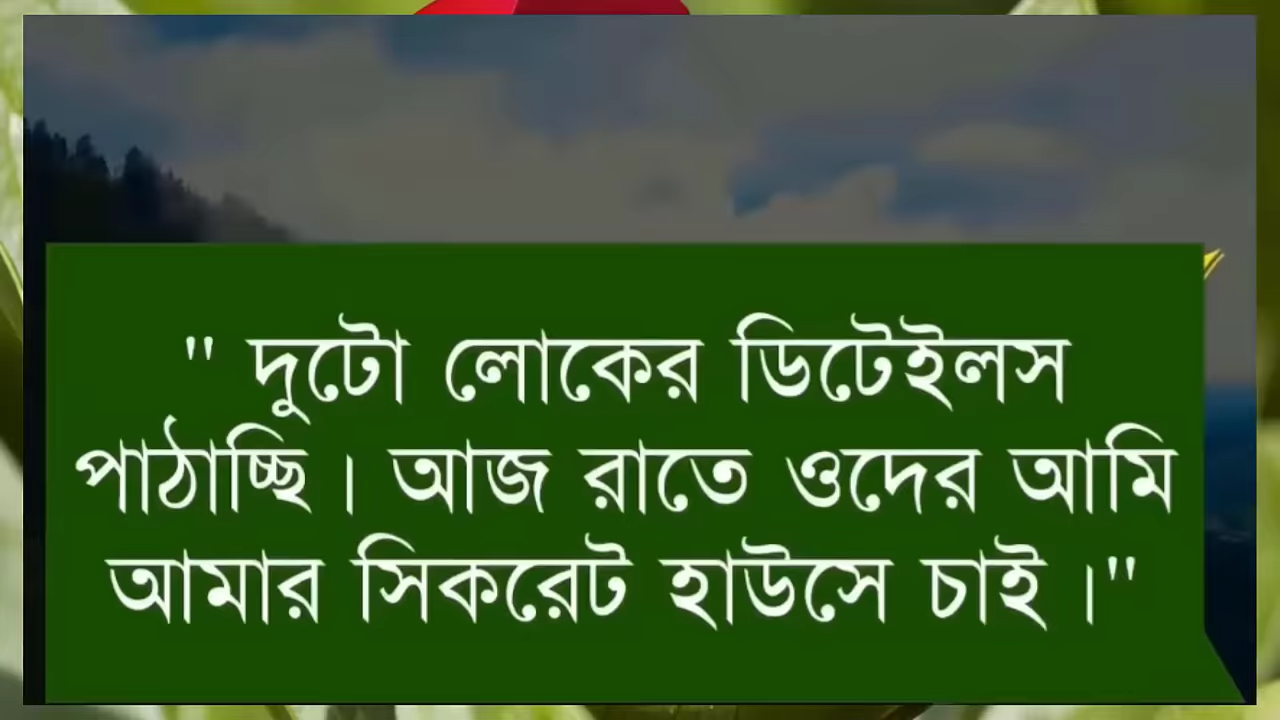 " দুটো লোকের ডিটেইলস
পাঠাচ্ছি । আজ রাতে ওদের আমি
আমার সিকরেট হাউসে চাই ।"